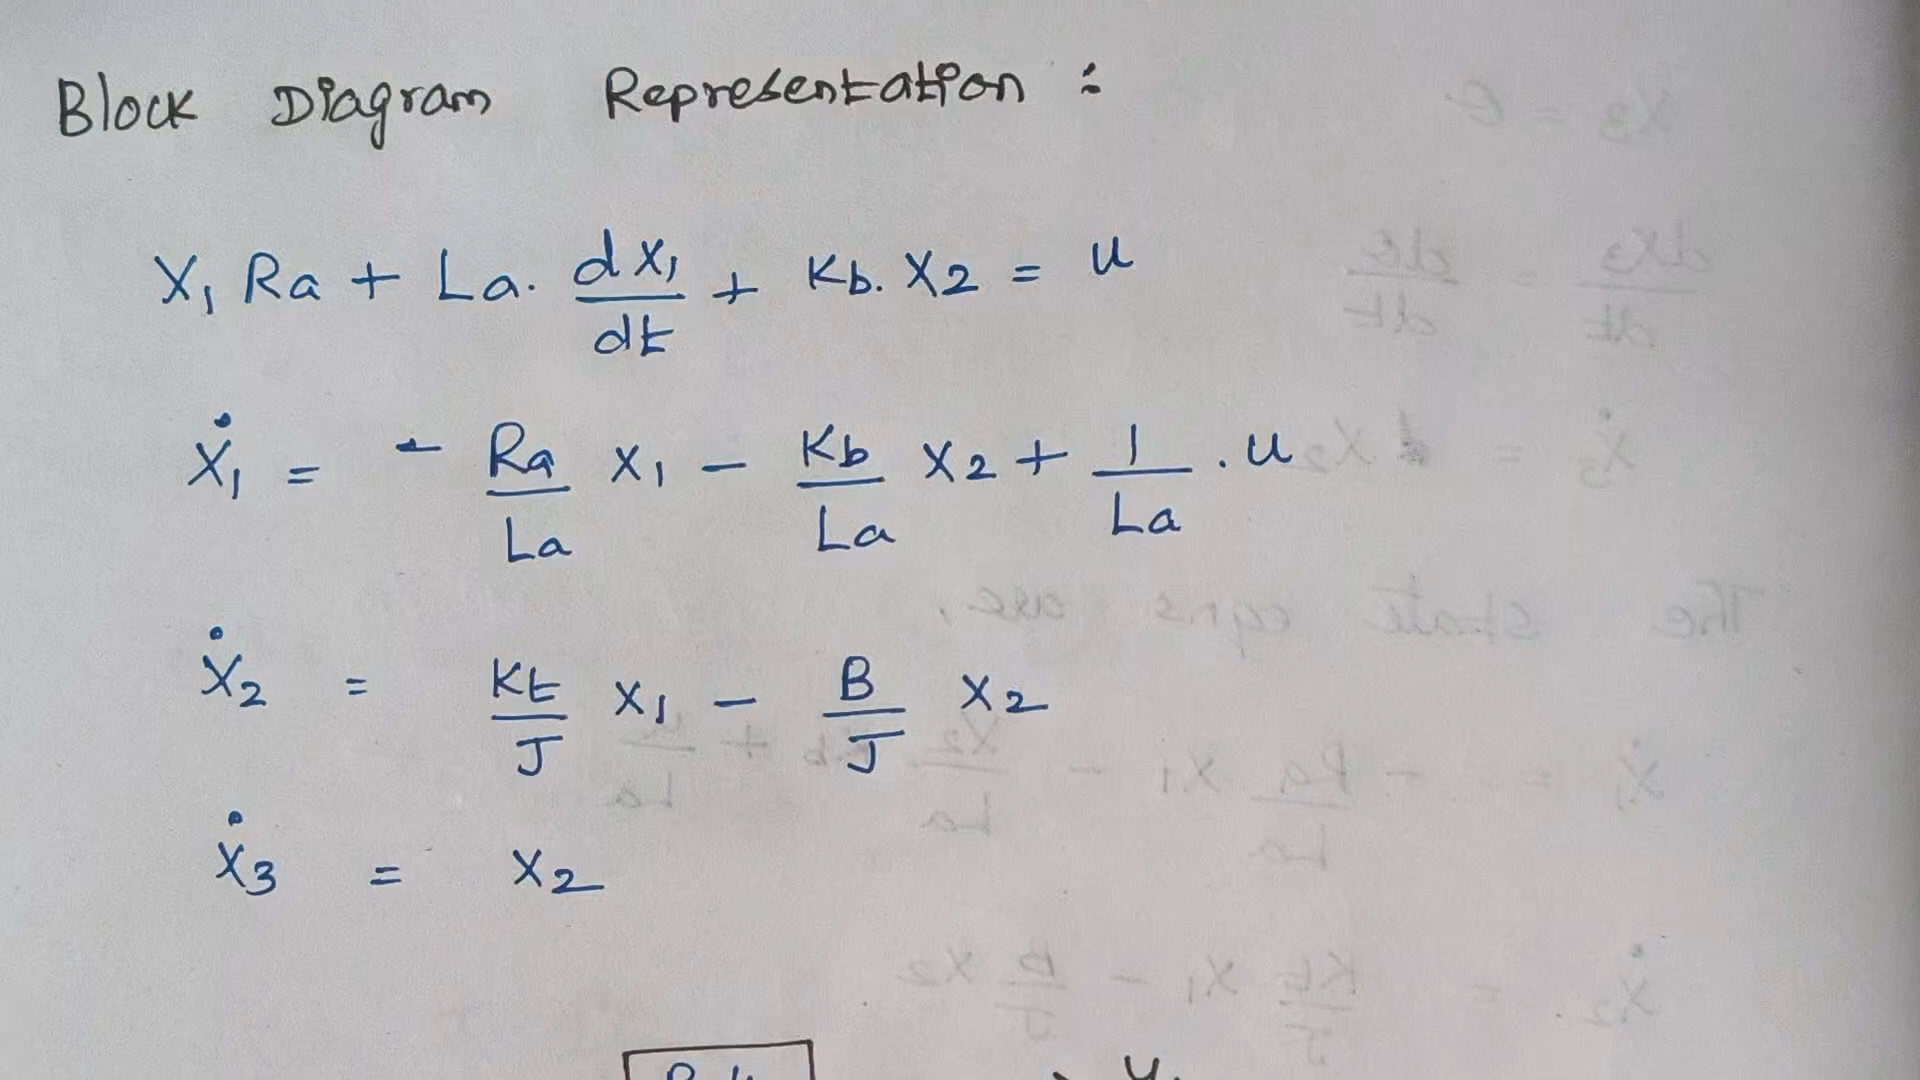 Block Diagram Representation :
X₁ Ra + La. dx₁/dt + Kb. X₂ = u
Ẋ₁ = - Ra/La X₁ - Kb/La X₂ + 1/La . u
Ẋ₂ = Kt/J X₁ - B/J X₂
Ẋ₃ = X₂